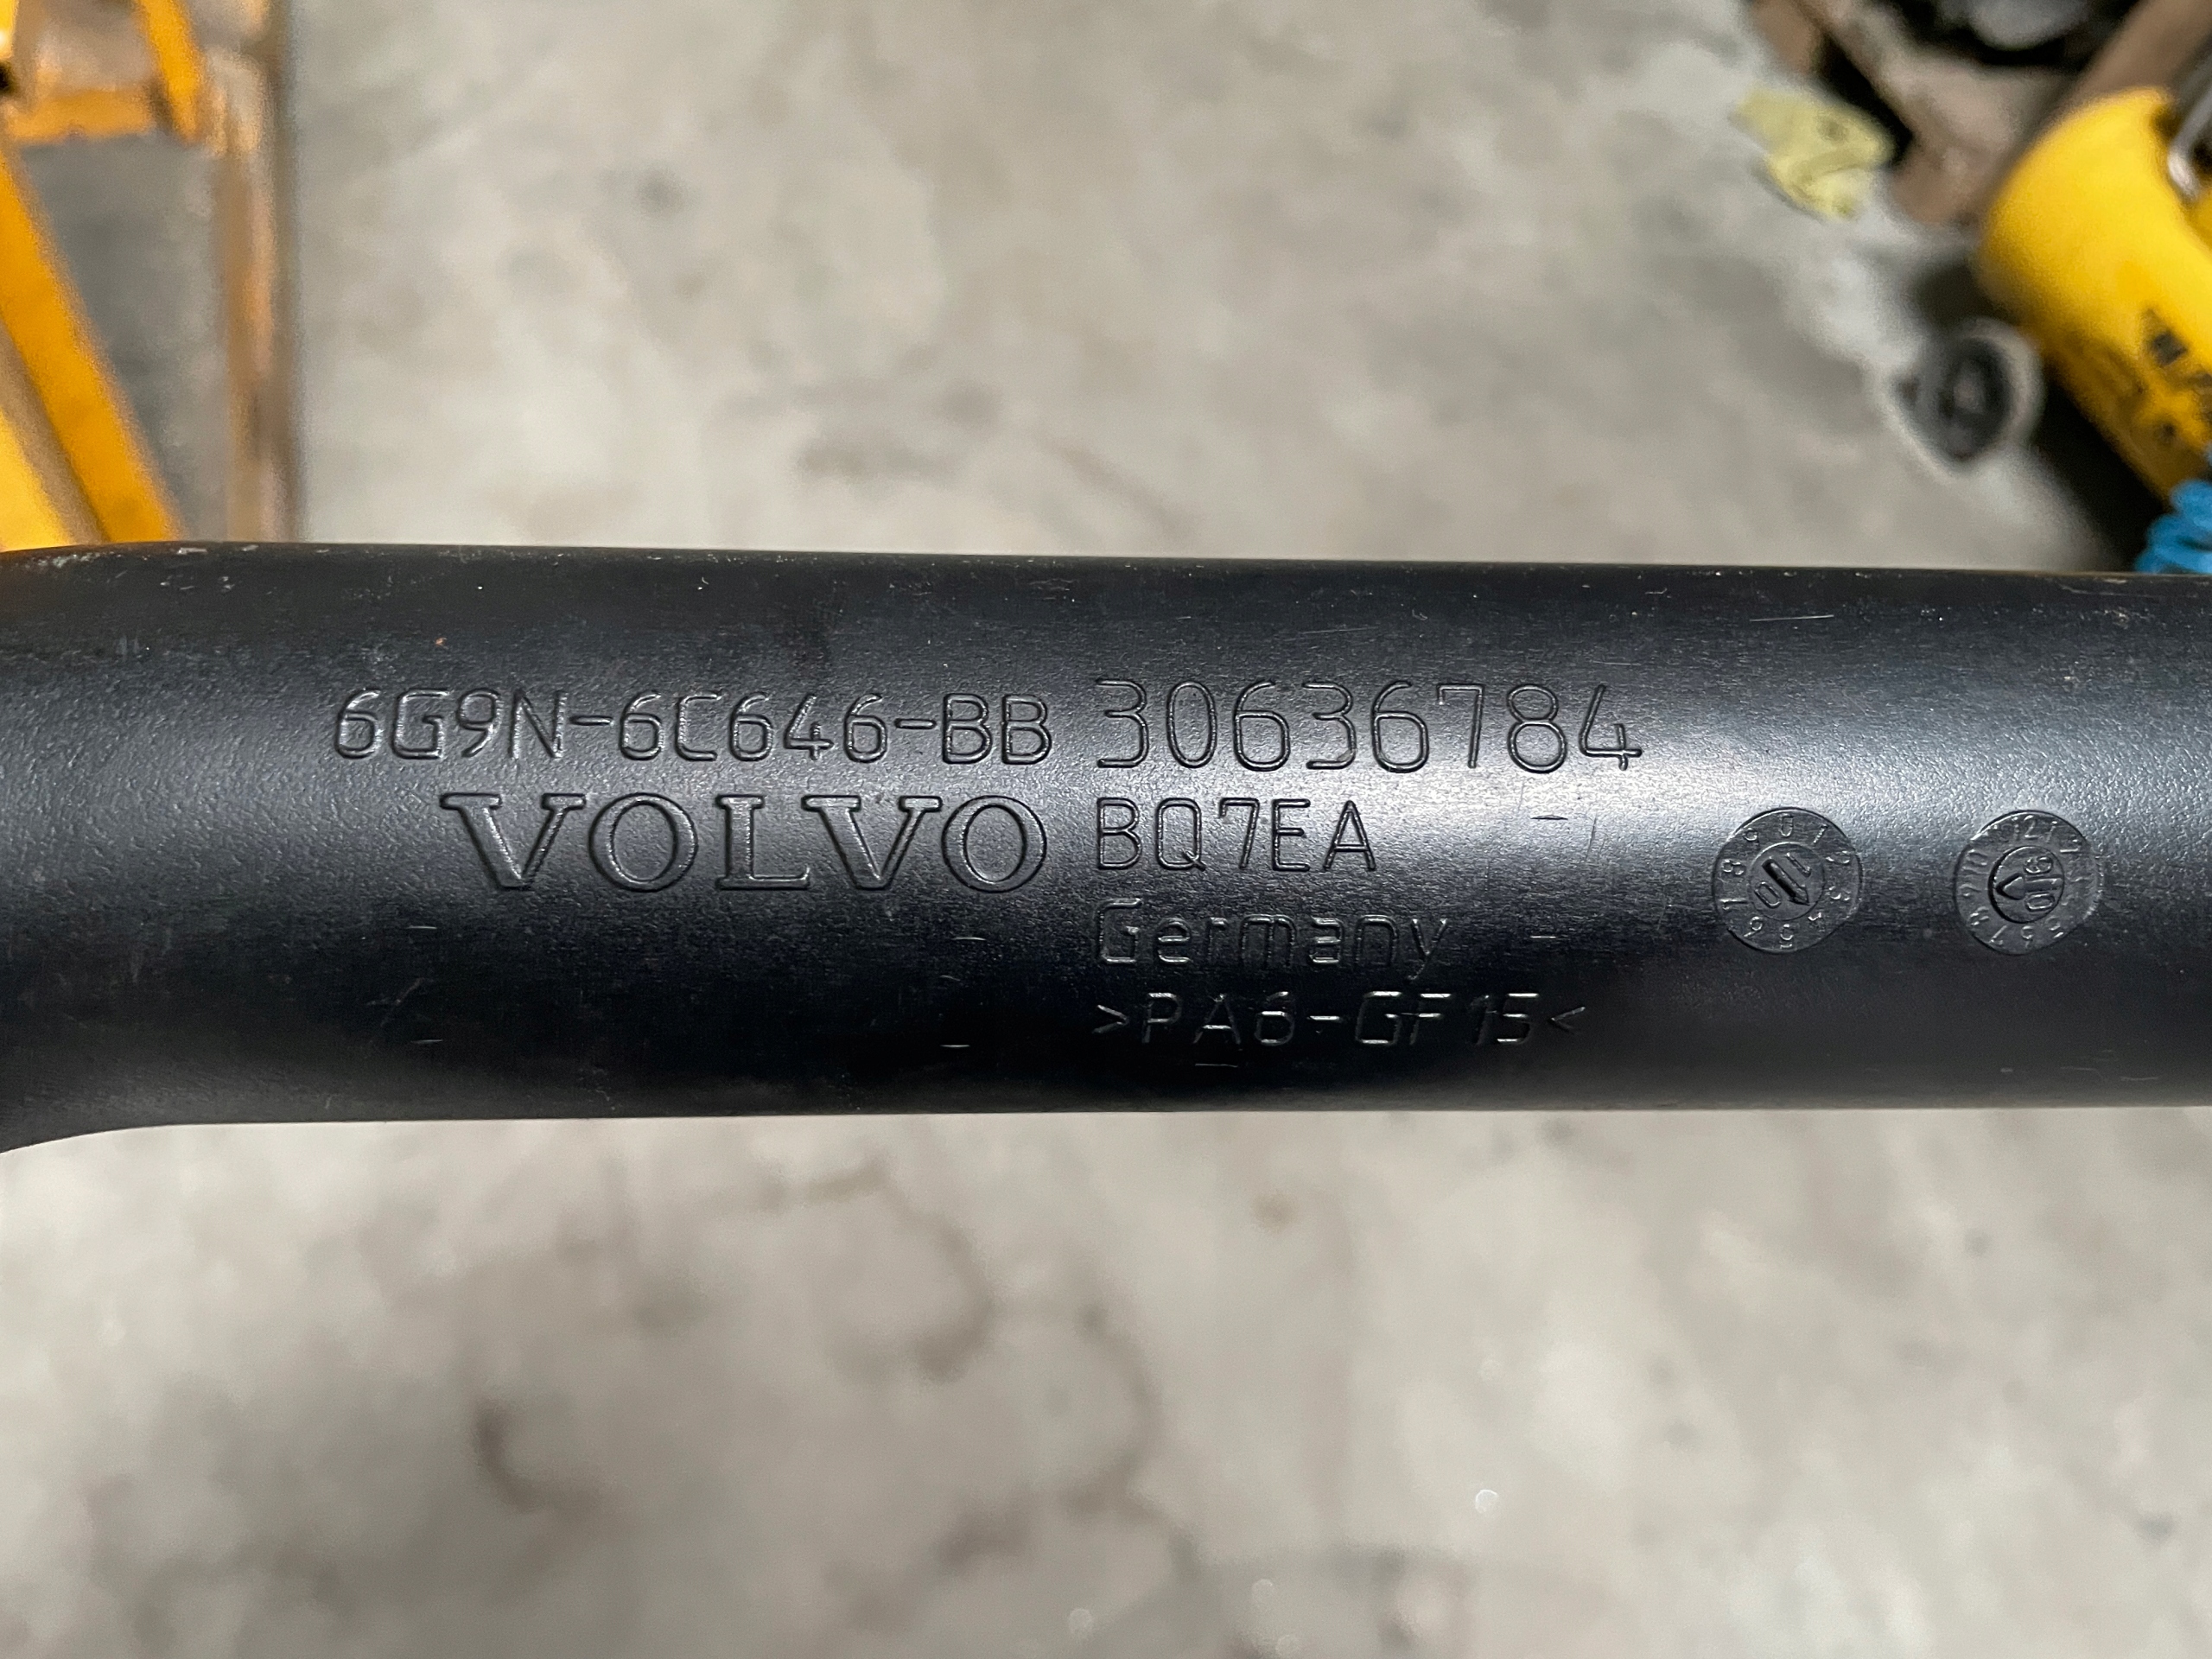 6G9N-6C646-BB 30636784
VOLVO BQ7EA
Germany
>PA6-GF15<